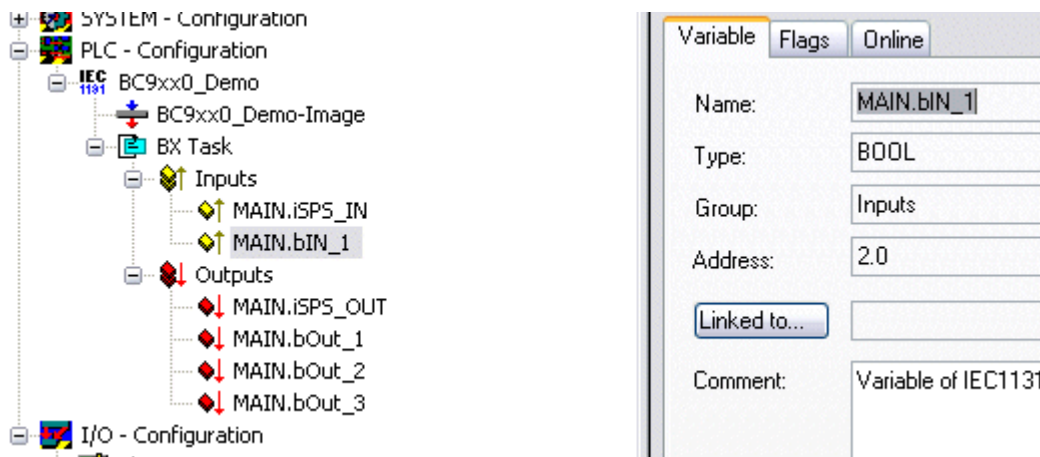 SYSTEM - Configuration
PLC - Configuration
IEC
1131
BC9xx0_Demo
BC9xx0_Demo-Image
BX Task
Inputs
MAIN.iSPS_IN
MAIN.bIN_1
Outputs
MAIN.iSPS_OUT
MAIN.bOut_1
MAIN.bOut_2
MAIN.bOut_3
I/O - Configuration
Variable Flags Online
Name: MAIN.bIN_1
Type: BOOL
Group: Inputs
Address: 2.0
Linked to...
Comment: Variable of IEC1131